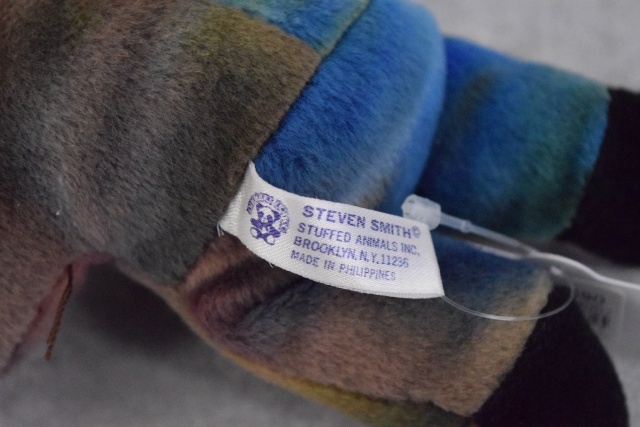 STEVEN SMITH©
STUFFED ANIMALS INC.
BROOKLYN, N.Y. 11236
MADE IN PHILIPPINES